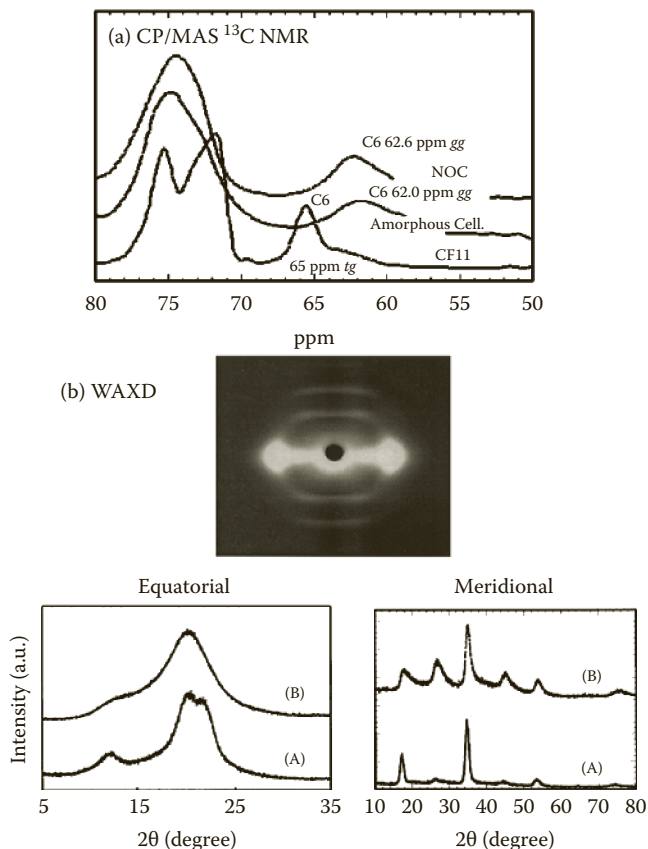 (a) CP/MAS ¹³C NMR
C6 62.6 ppm gg
NOC
C6 62.0 ppm gg
C6
Amorphous Cell.
CF11
65 ppm tg
80 75 70 65 60 55 50
ppm
(b) WAXD
Equatorial Meridional
Intensity (a.u.)
(B) (B)
(A) (A)
5 15 25 35 10 20 30 40 50 60 70 80
2θ (degree) 2θ (degree)